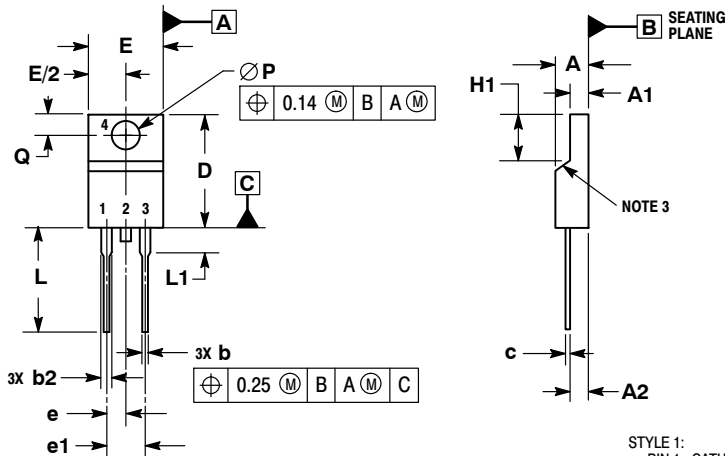 A
E
E/2
Ø P
⌖ 0.14 Ⓜ B A Ⓜ
4
Q
D
C
1 2 3
L
L1
3X b
3X b2
⌖ 0.25 Ⓜ B A Ⓜ C
e
e1
B SEATING
PLANE
A
H1
A1
NOTE 3
c
A2
STYLE 1: